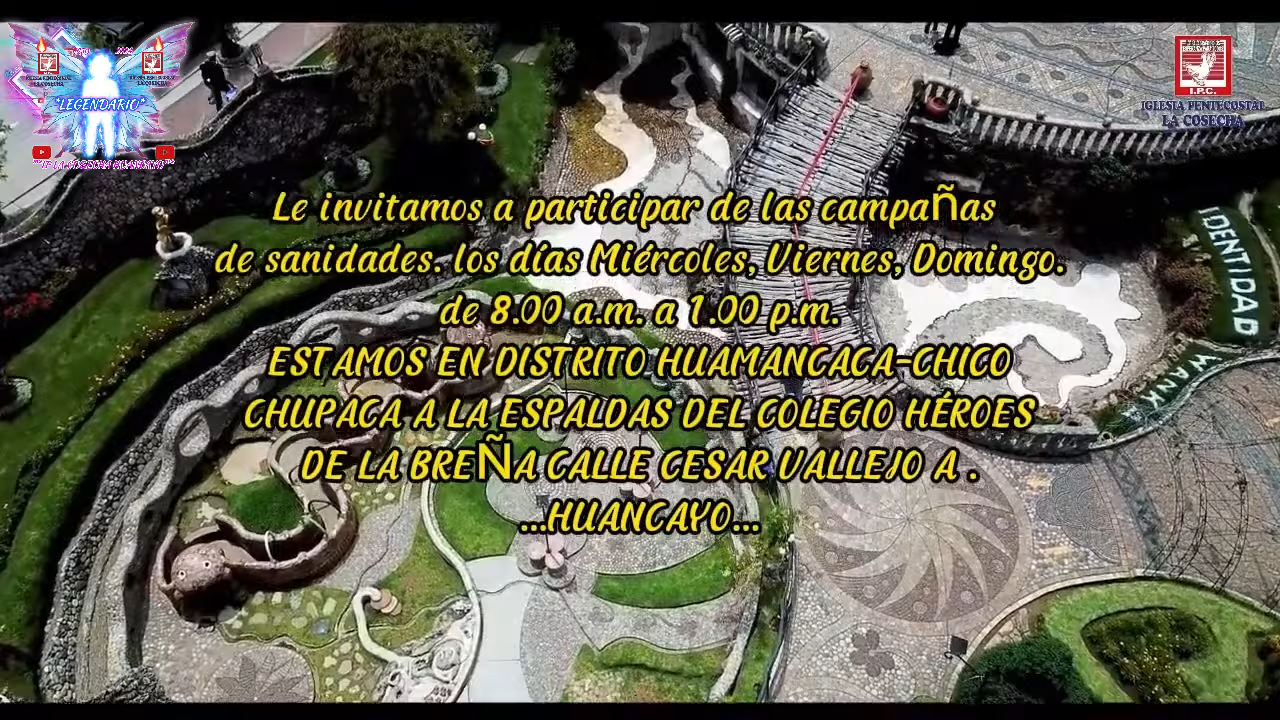 "LEGENDARIO"
I.P.C.
IGLESIA PENTECOSTAL
LA COSECHA
Le invitamos a participar de las campañas
de sanidades. los días Miércoles, Viernes, Domingo.
de 8.00 a.m. a 1.00 p.m.
ESTAMOS EN DISTRITO HUAMANCACA-CHICO
CHUPACA A LA ESPALDAS DEL COLEGIO HÉROES
DE LA BREÑA CALLE CESAR VALLEJO A .
...HUANCAYO...
IDENTIDAD
WANKA